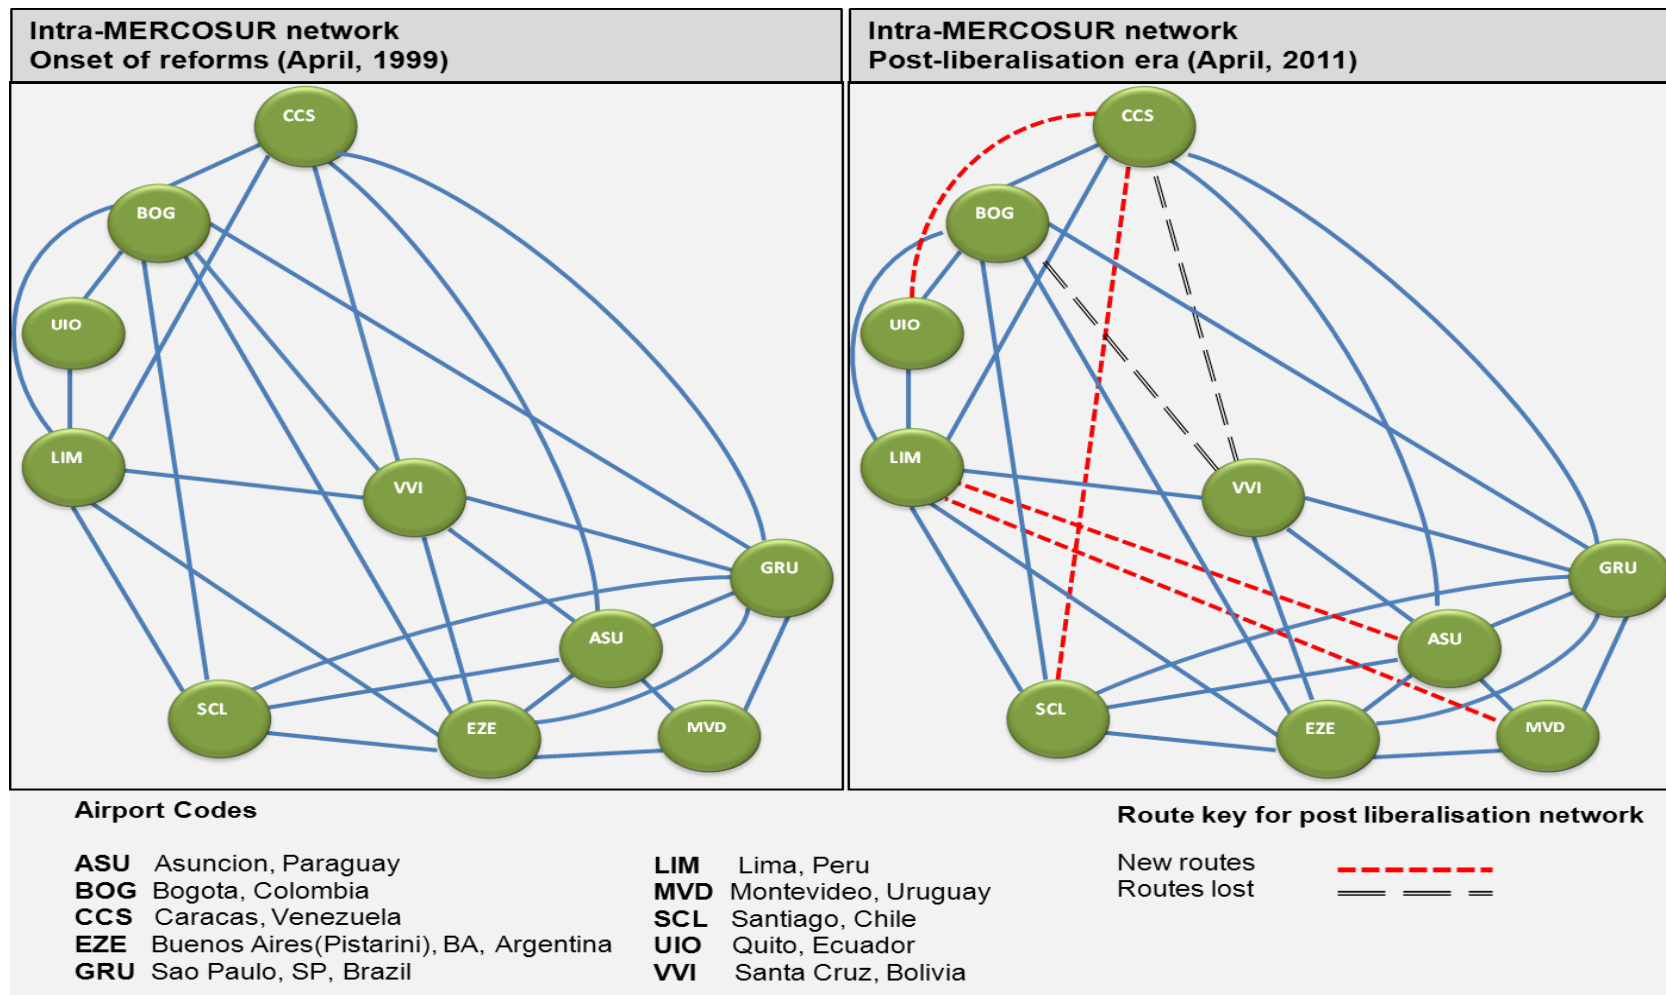 Intra-MERCOSUR network
Onset of reforms (April, 1999)
Intra-MERCOSUR network
Post-liberalisation era (April, 2011)
CCS
BOG
UIO
LIM
VVI
GRU
ASU
SCL
EZE
MVD
CCS
BOG
UIO
LIM
VVI
GRU
ASU
SCL
EZE
MVD
Airport Codes
ASU Asuncion, Paraguay
BOG Bogota, Colombia
CCS Caracas, Venezuela
EZE Buenos Aires(Pistarini), BA, Argentina
GRU Sao Paulo, SP, Brazil
LIM Lima, Peru
MVD Montevideo, Uruguay
SCL Santiago, Chile
UIO Quito, Ecuador
VVI Santa Cruz, Bolivia
Route key for post liberalisation network
New routes
Routes lost